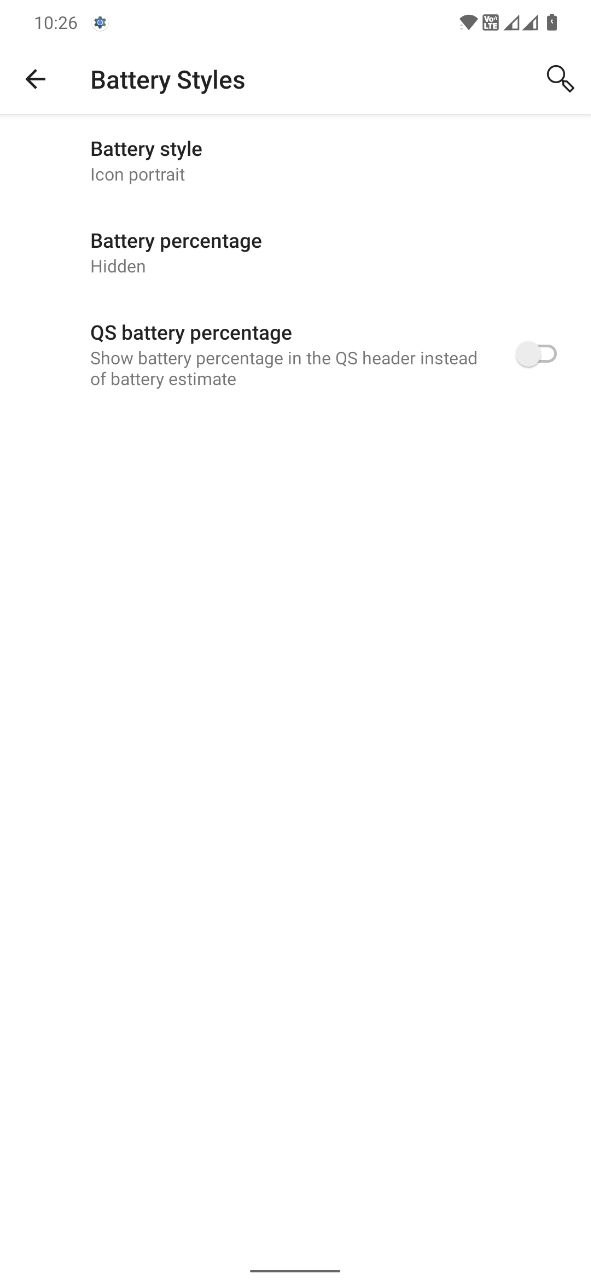 10:26
Vo LTE
Battery Styles
Battery style
Icon portrait
Battery percentage
Hidden
QS battery percentage
Show battery percentage in the QS header instead
of battery estimate